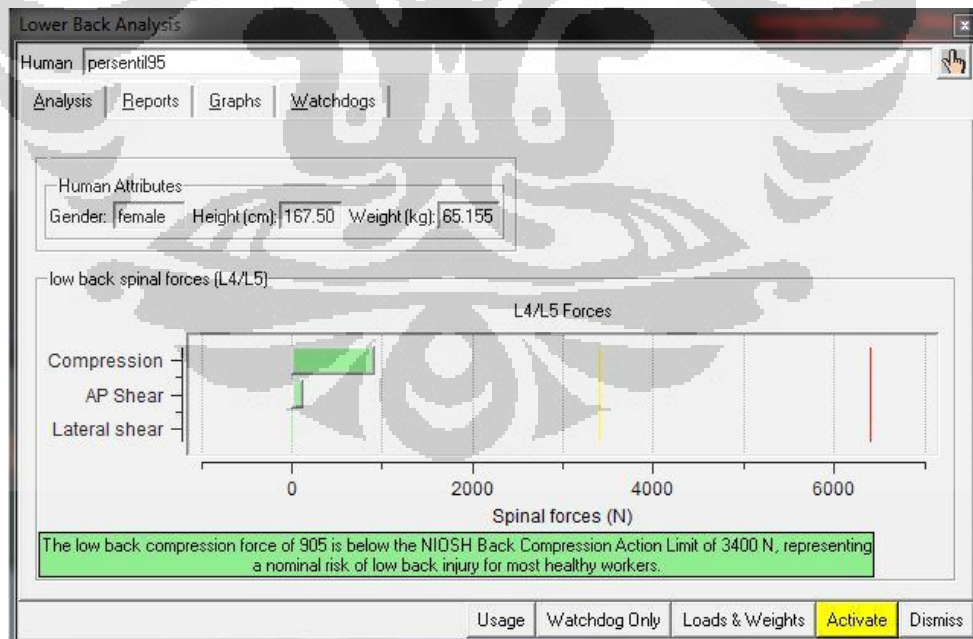 Lower Back Analysis
Human persentil95
Analysis Reports Graphs Watchdogs
Human Attributes
Gender: female Height (cm): 167.50 Weight (kg): 65.155
low back spinal forces (L4/L5)
L4/L5 Forces
Compression
AP Shear
Lateral shear
0 2000 4000 6000
Spinal forces (N)
The low back compression force of 905 is below the NIOSH Back Compression Action Limit of 3400 N, representing
a nominal risk of low back injury for most healthy workers.
Usage Watchdog Only Loads & Weights Activate Dismiss